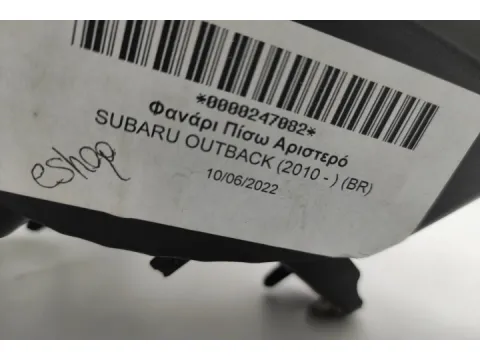 *0000247082*
Φανάρι Πίσω Αριστερό
SUBARU OUTBACK (2010 - ) (BR)
10/06/2022
eshop